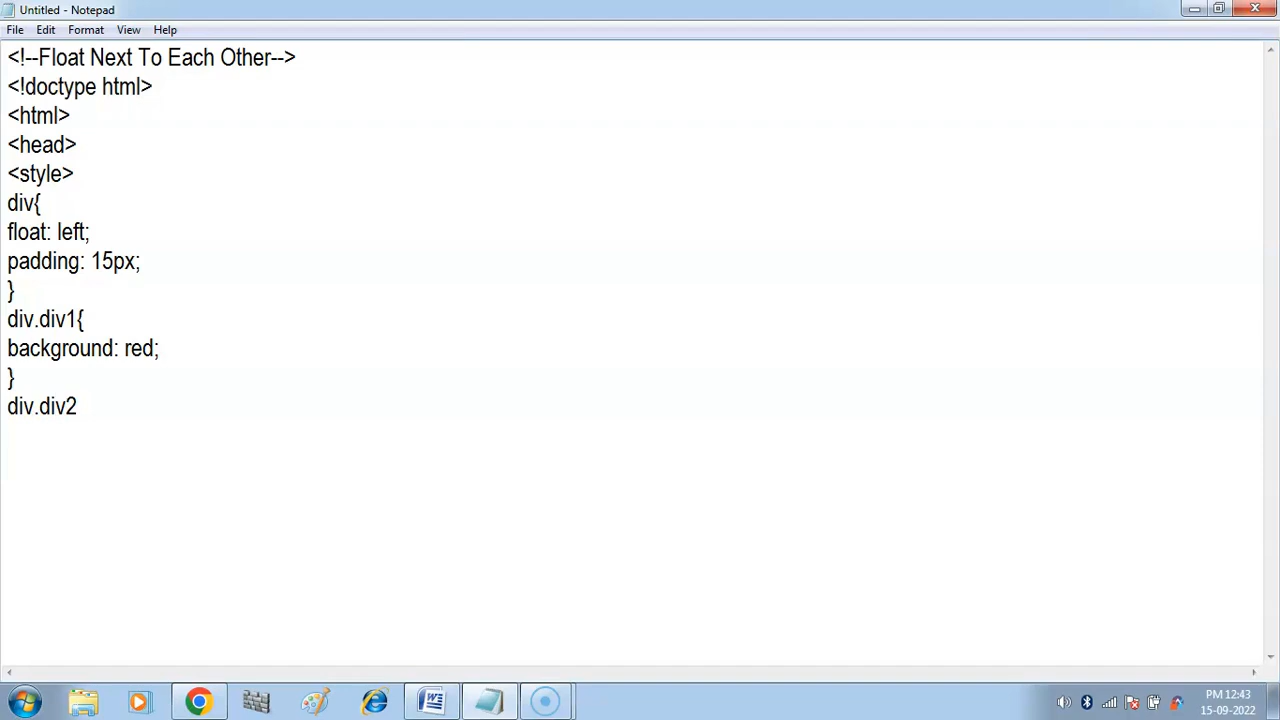 Untitled - Notepad
File Edit Format View Help
<!--Float Next To Each Other-->
<!doctype html>
<html>
<head>
<style>
div{
float: left;
padding: 15px;
}
div.div1{
background: red;
}
div.div2
PM 12:43
15-09-2022